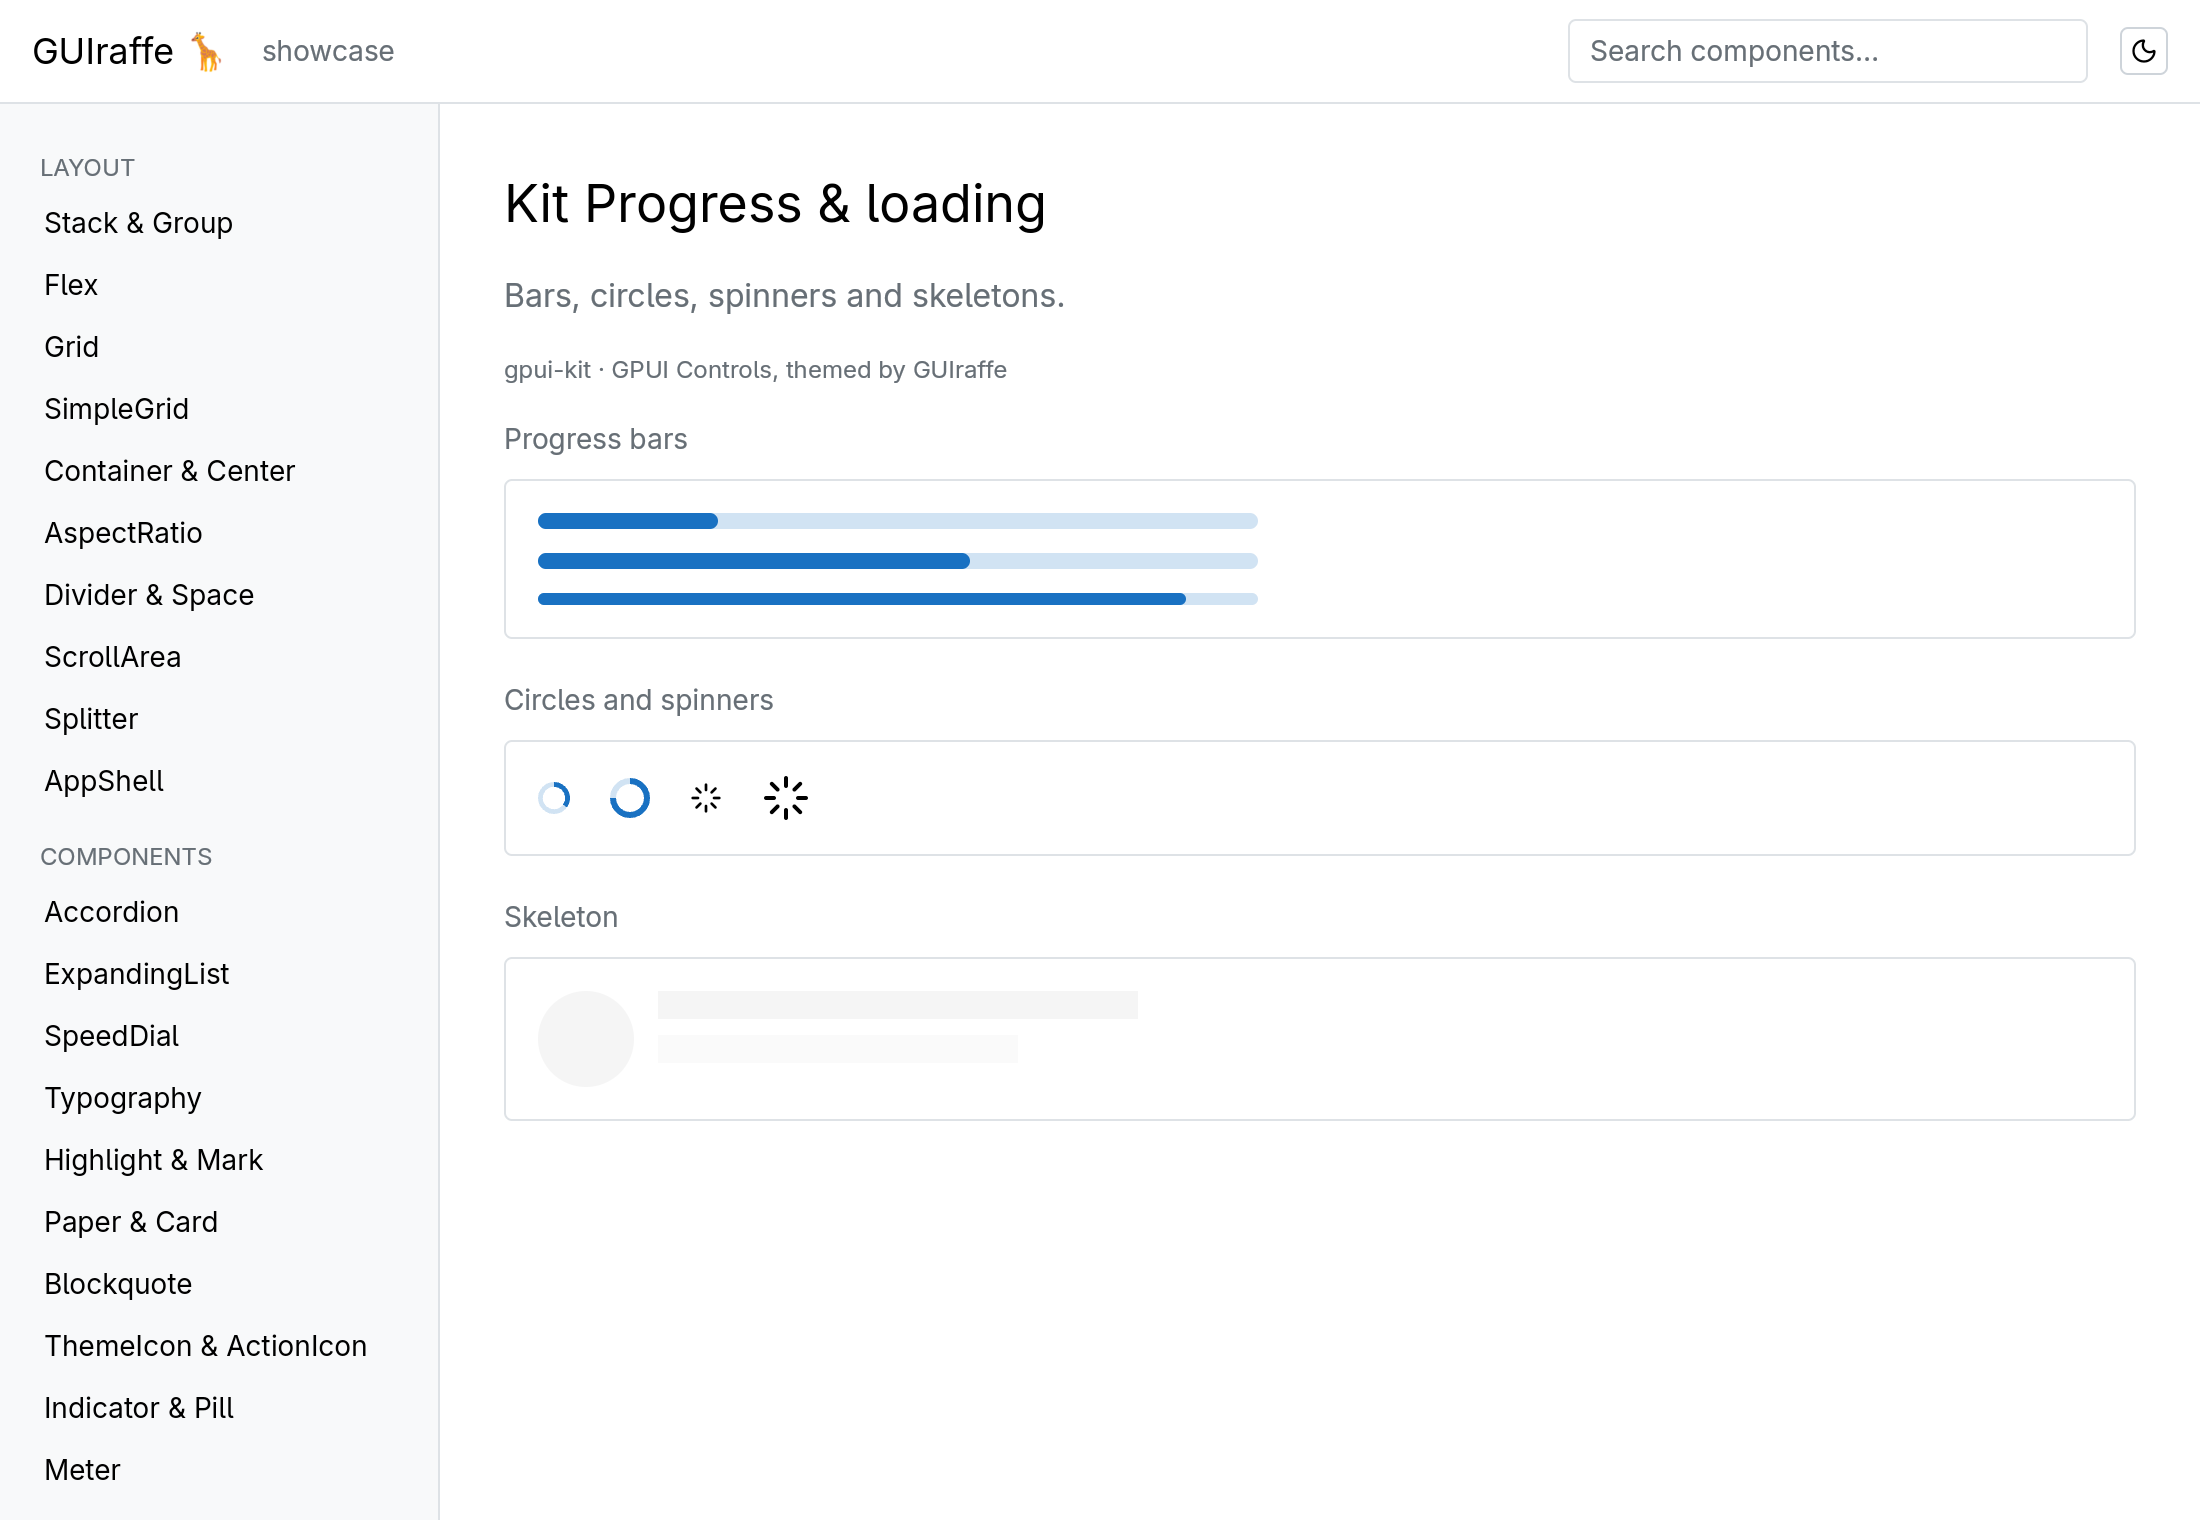 GUIraffe 🦒 showcase
Search components...
LAYOUT
Stack & Group
Flex
Grid
SimpleGrid
Container & Center
AspectRatio
Divider & Space
ScrollArea
Splitter
AppShell
COMPONENTS
Accordion
ExpandingList
SpeedDial
Typography
Highlight & Mark
Paper & Card
Blockquote
ThemeIcon & ActionIcon
Indicator & Pill
Meter
Kit Progress & loading
Bars, circles, spinners and skeletons.
gpui-kit · GPUI Controls, themed by GUIraffe
Progress bars
Circles and spinners
Skeleton